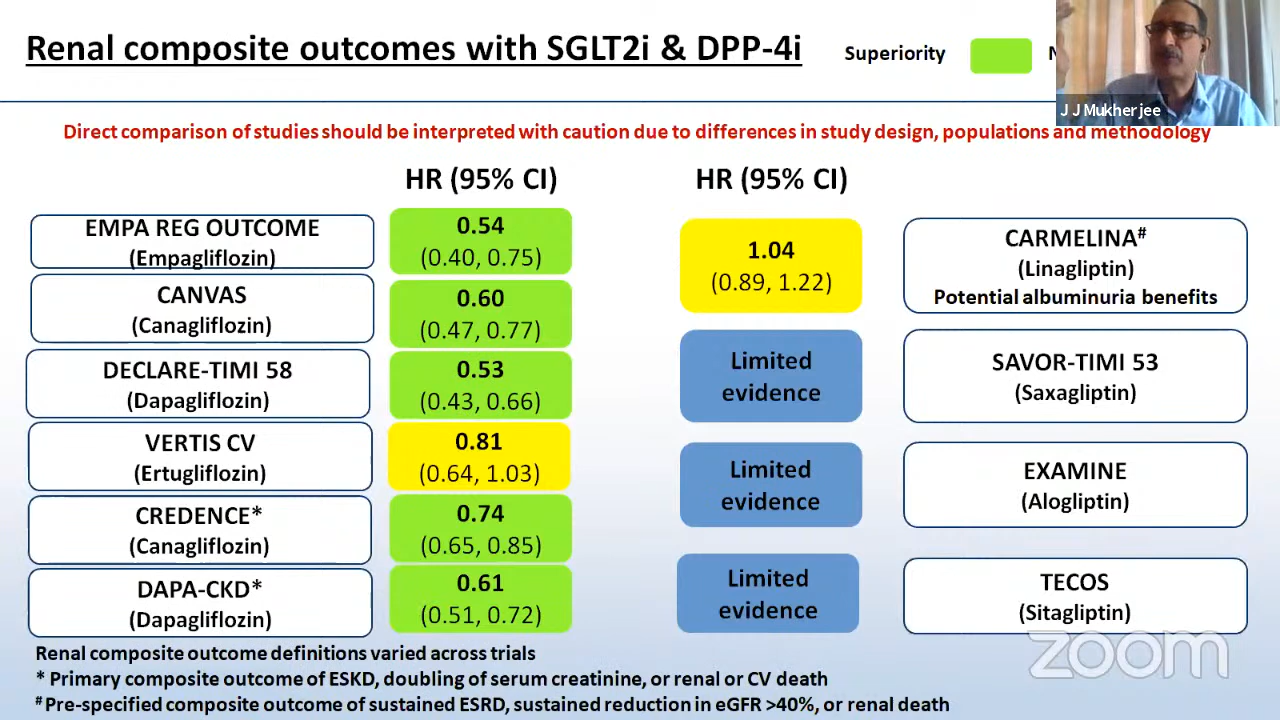 Renal composite outcomes with SGLT2i & DPP-4i
Superiority
J J Mukherjee
Direct comparison of studies should be interpreted with caution due to differences in study design, populations and methodology
HR (95% CI)
HR (95% CI)
EMPA REG OUTCOME
(Empagliflozin)
0.54
(0.40, 0.75)
CANVAS
(Canagliflozin)
0.60
(0.47, 0.77)
DECLARE-TIMI 58
(Dapagliflozin)
0.53
(0.43, 0.66)
VERTIS CV
(Ertugliflozin)
0.81
(0.64, 1.03)
CREDENCE*
(Canagliflozin)
0.74
(0.65, 0.85)
DAPA-CKD*
(Dapagliflozin)
0.61
(0.51, 0.72)
1.04
(0.89, 1.22)
CARMELINA#
(Linagliptin)
Potential albuminuria benefits
Limited
evidence
SAVOR-TIMI 53
(Saxagliptin)
Limited
evidence
EXAMINE
(Alogliptin)
Limited
evidence
TECOS
(Sitagliptin)
Renal composite outcome definitions varied across trials
* Primary composite outcome of ESKD, doubling of serum creatinine, or renal or CV death
# Pre-specified composite outcome of sustained ESRD, sustained reduction in eGFR >40%, or renal death
zoom